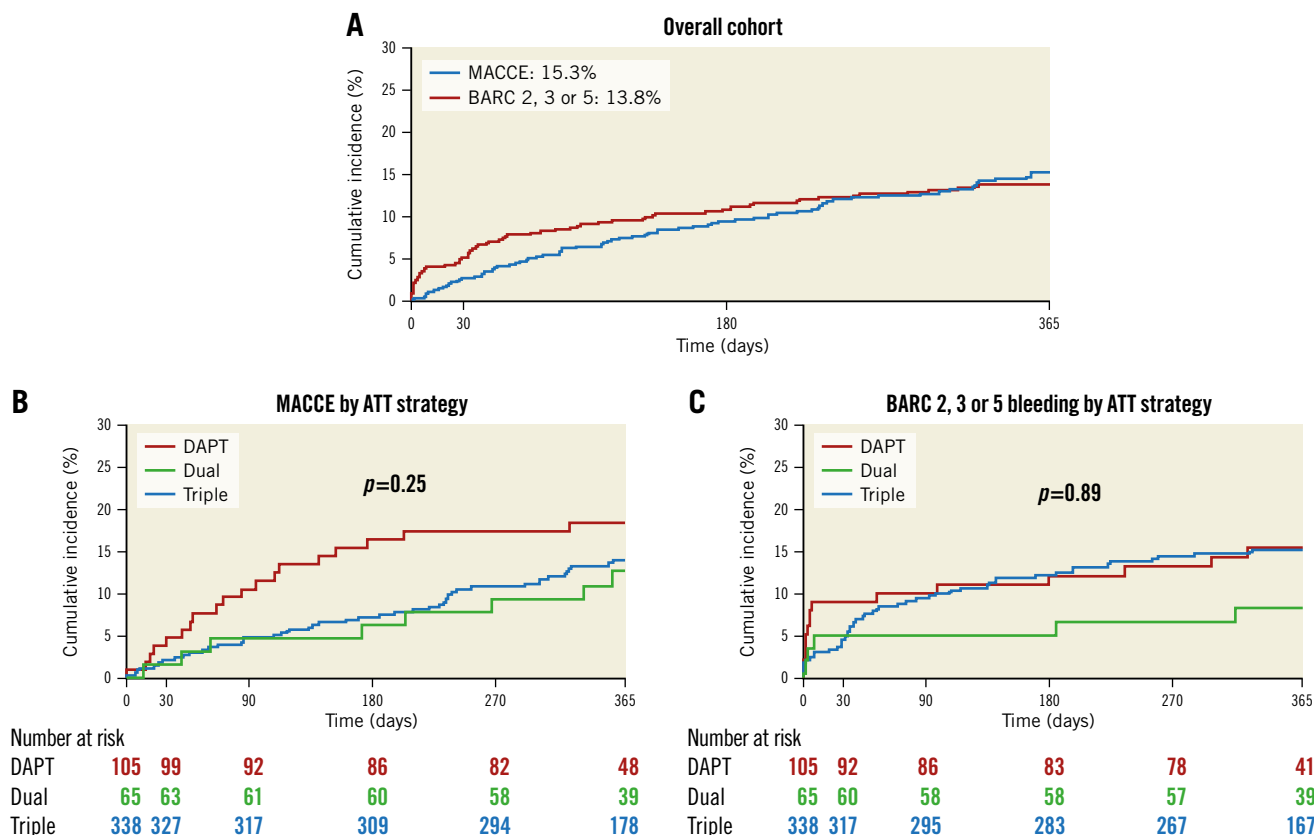 A
Overall cohort
Cumulative incidence (%)
30
25
20
15
10
5
0
MACCE: 15.3%
BARC 2, 3 or 5: 13.8%
0 30 180 365
Time (days)
B
MACCE by ATT strategy
Cumulative incidence (%)
30
25
20
15
10
5
0
DAPT
Dual
Triple
p=0.25
0 30 90 180 270 365
Time (days)
Number at risk
DAPT 105 99 92 86 82 48
Dual 65 63 61 60 58 39
Triple 338 327 317 309 294 178
C
BARC 2, 3 or 5 bleeding by ATT strategy
Cumulative incidence (%)
30
25
20
15
10
5
0
DAPT
Dual
Triple
p=0.89
0 30 90 180 270 365
Time (days)
Number at risk
DAPT 105 92 86 83 78 41
Dual 65 60 58 58 57 39
Triple 338 317 295 283 267 167